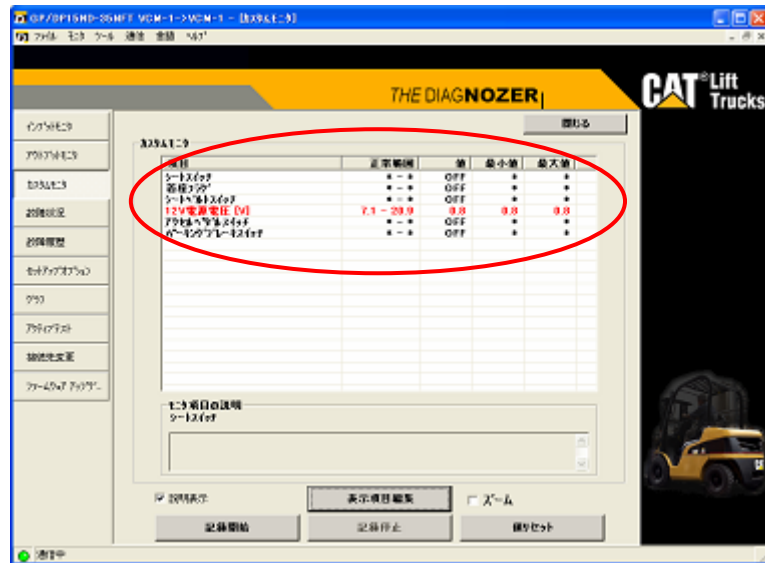 GP/DP15ND-35NFT VCM-1->VCM-1 - [ｶｽﾀﾑﾓﾆﾀ]
ﾌｧｲﾙ ﾓﾆﾀ ﾂｰﾙ 通信 言語 ﾍﾙﾌﾟ
THE DIAGNOZER
CAT® Lift Trucks
閉じる
ｲﾝﾌﾟｯﾄﾓﾆﾀ
ｱｳﾄﾌﾟｯﾄﾓﾆﾀ
ｶｽﾀﾑﾓﾆﾀ
故障状況
故障履歴
ｾｯﾄｱｯﾌﾟｵﾌﾟｼｮﾝ
ｸﾞﾗﾌ
ｱｸﾃｨﾌﾞﾃｽﾄ
接続先変更
ﾌｧｰﾑｳｪｱ ｱｯﾌﾟﾃﾞ..
ｶｽﾀﾑﾓﾆﾀ
項目 正常範囲 値 最小値 最大値
ｼｰﾄｽｲｯﾁ * - * OFF * *
着座ﾌﾗｸﾞ * - * OFF * *
ｼｰﾄﾍﾞﾙﾄｽｲｯﾁ * - * OFF * *
12V電源電圧 [V] 7.1 - 20.9 0.8 0.8 0.8
ｱｸｾﾙﾍﾟﾀﾞﾙｽｲｯﾁ * - * OFF * *
ﾊﾟｰｷﾝｸﾞﾌﾞﾚｰｷｽｲｯﾁ * - * OFF * *
ﾓﾆﾀ項目の説明
ｼｰﾄｽｲｯﾁ
説明表示
表示項目編集
ｽﾞｰﾑ
記録開始
記録停止
値ﾘｾｯﾄ
通信中